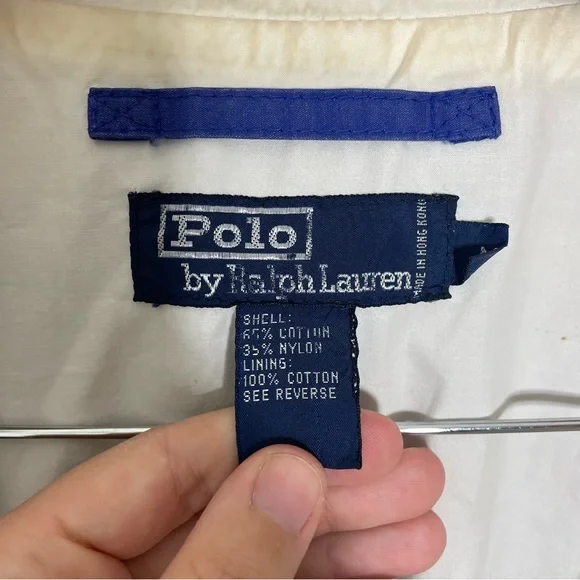 Polo
by Ralph Lauren
MADE IN HONG KONG
SHELL:
65% COTTON
35% NYLON
LINING:
100% COTTON
SEE REVERSE